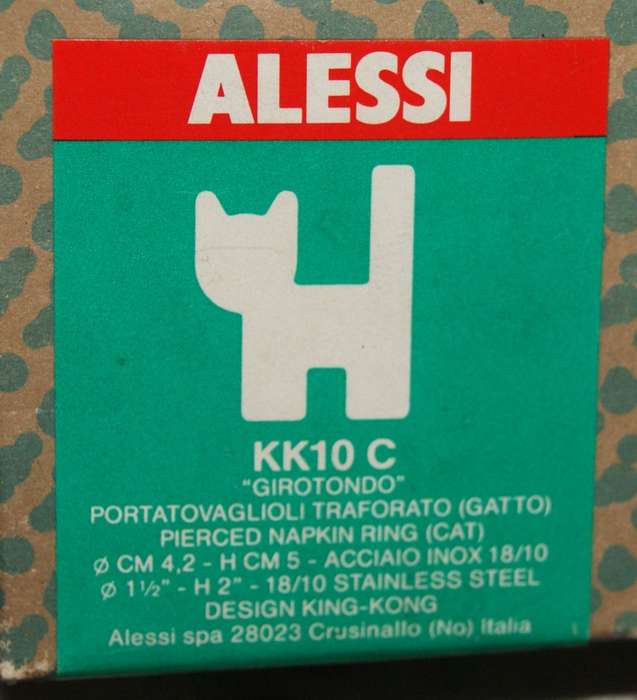 ALESSI
KK10 C
"GIROTONDO"
PORTATOVAGLIOLI TRAFORATO (GATTO)
PIERCED NAPKIN RING (CAT)
Ø CM 4,2 - H CM 5 - ACCIAIO INOX 18/10
Ø 1½" - H 2" - 18/10 STAINLESS STEEL
DESIGN KING-KONG
Alessi spa 28023 Crusinallo (No) Italia